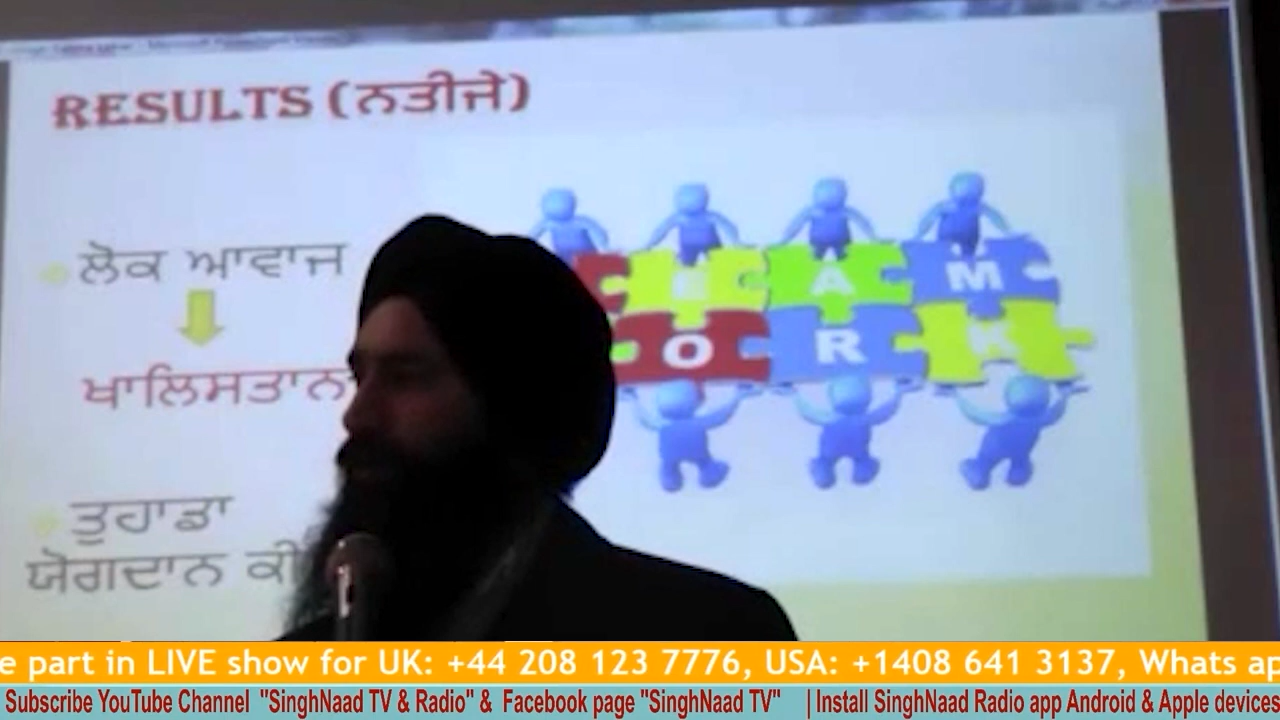 RESULTS (ਨਤੀਜੇ)
ਲੋਕ ਆਵਾਜ
ਖਾਲਿਸਤਾਨ
ਤੁਹਾਡਾ
ਯੋਗਦਾਨ
A M
O R K
e part in LIVE show for UK: +44 208 123 7776, USA: +1408 641 3137, Whats ap
Subscribe YouTube Channel "SinghNaad TV & Radio" & Facebook page "SinghNaad TV" | Install SinghNaad Radio app Android & Apple devices